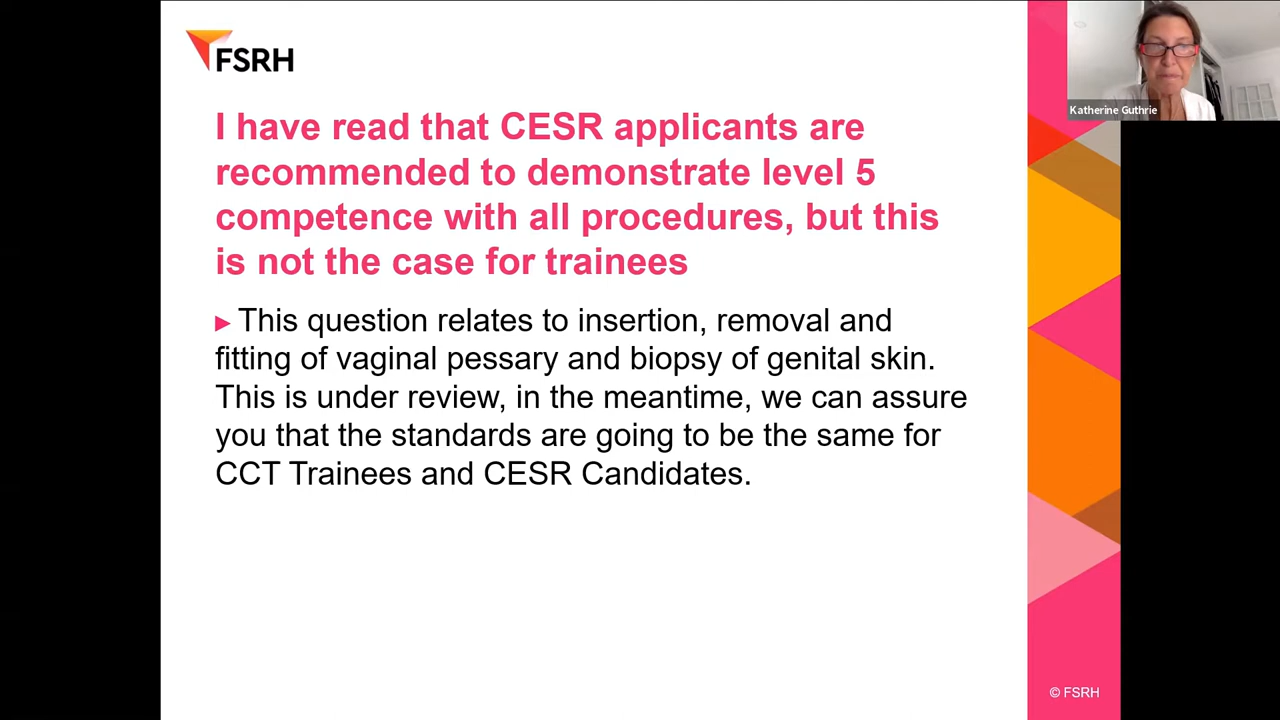 FSRH
Katherine Guthrie
I have read that CESR applicants are
recommended to demonstrate level 5
competence with all procedures, but this
is not the case for trainees
► This question relates to insertion, removal and
fitting of vaginal pessary and biopsy of genital skin.
This is under review, in the meantime, we can assure
you that the standards are going to be the same for
CCT Trainees and CESR Candidates.
© FSRH